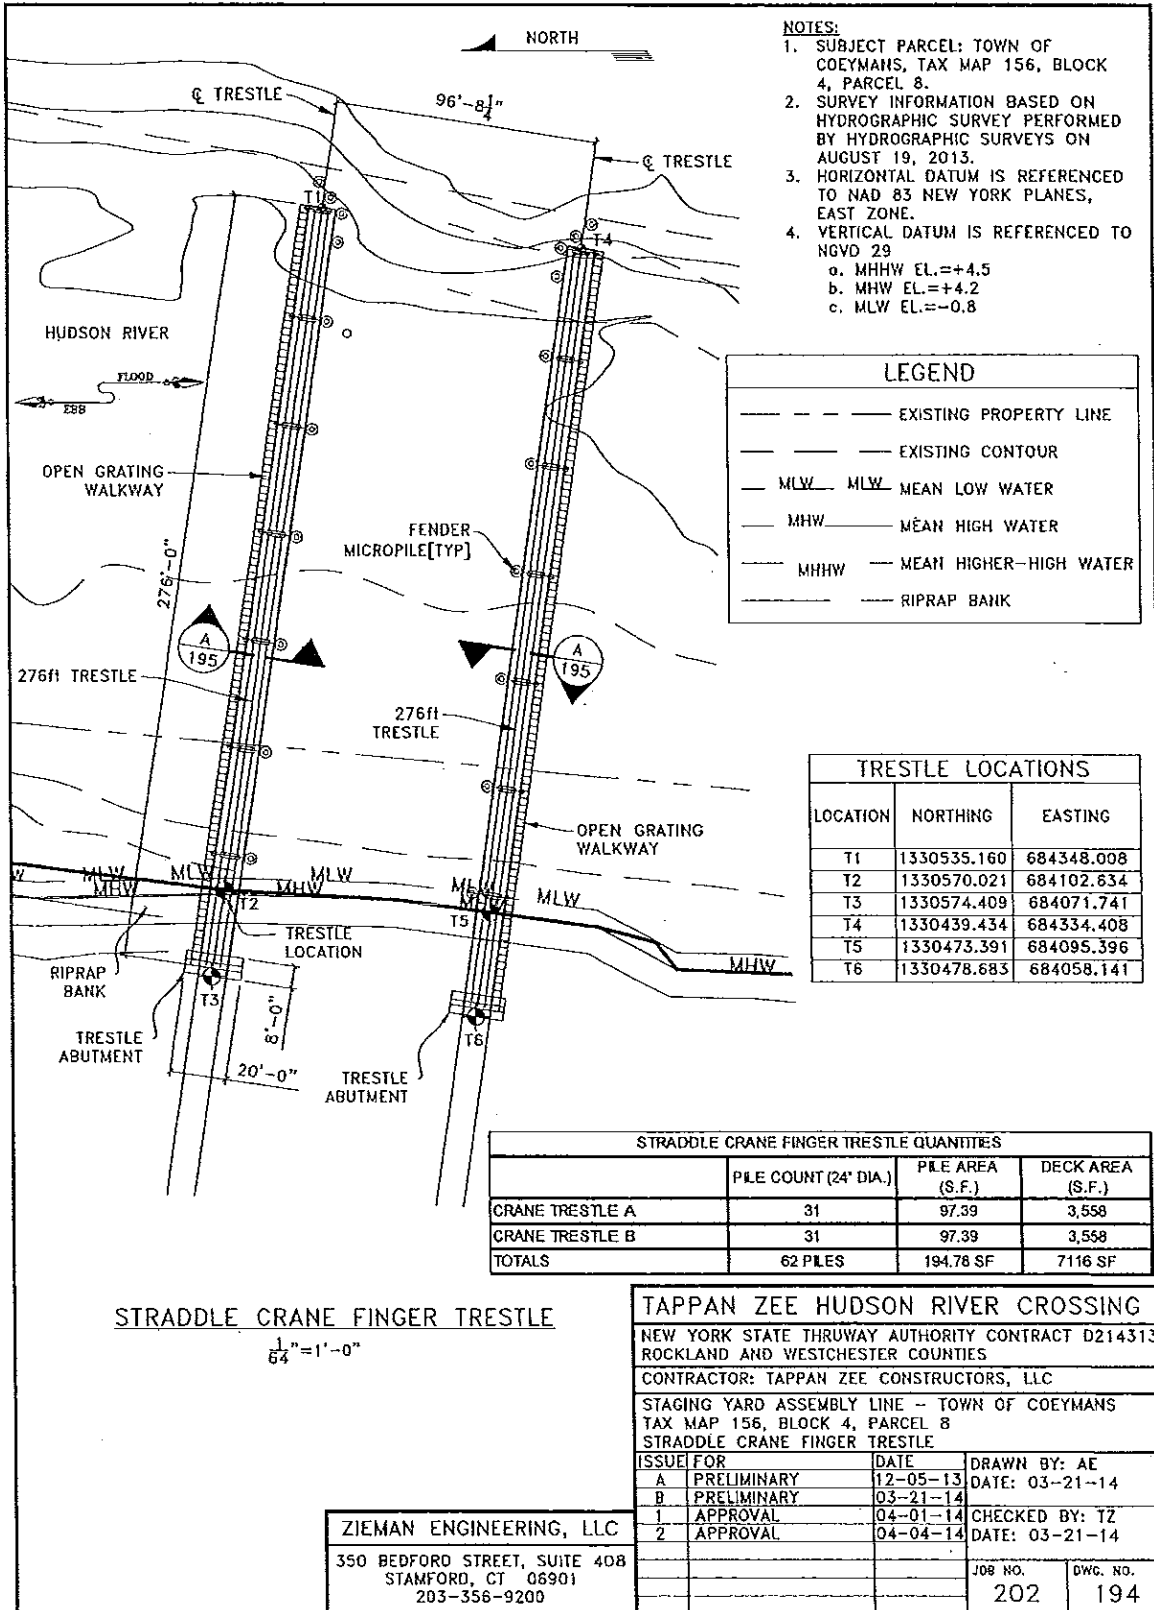 NORTH
℄ TRESTLE
96'-8¼"
℄ TRESTLE
T1
T4
HUDSON RIVER
FLOOD
EBB
OPEN GRATING
WALKWAY
276'-0"
FENDER
MICROPILE[TYP]
A
195
A
195
276ft TRESTLE
276ft
TRESTLE
OPEN GRATING
WALKWAY
W
MLW
MLW
MLW
MHW
MHW
T2
MLW
MLW
T5
MHW
TRESTLE
LOCATION
RIPRAP
BANK
T3
TRESTLE
ABUTMENT
8'-0"
20'-0"
T6
TRESTLE
ABUTMENT
NOTES:
1. SUBJECT PARCEL: TOWN OF
COEYMANS, TAX MAP 156, BLOCK
4, PARCEL 8.
2. SURVEY INFORMATION BASED ON
HYDROGRAPHIC SURVEY PERFORMED
BY HYDROGRAPHIC SURVEYS ON
AUGUST 19, 2013.
3. HORIZONTAL DATUM IS REFERENCED
TO NAD 83 NEW YORK PLANES,
EAST ZONE.
4. VERTICAL DATUM IS REFERENCED TO
NGVD 29
a. MHHW EL.=+4.5
b. MHW EL.=+4.2
c. MLW EL.=-0.8
LEGEND
EXISTING PROPERTY LINE
EXISTING CONTOUR
MLW MLW MEAN LOW WATER
MHW MEAN HIGH WATER
MHHW MEAN HIGHER-HIGH WATER
RIPRAP BANK
TRESTLE LOCATIONS
LOCATION NORTHING EASTING
T1 1330535.160 684348.008
T2 1330570.021 684102.634
T3 1330574.409 684071.741
T4 1330439.434 684334.408
T5 1330473.391 684095.396
T6 1330478.683 684058.141
STRADDLE CRANE FINGER TRESTLE QUANTITIES
PILE COUNT (24" DIA.) PILE AREA (S.F.) DECK AREA (S.F.)
CRANE TRESTLE A 31 97.39 3,558
CRANE TRESTLE B 31 97.39 3,558
TOTALS 62 PILES 194.78 SF 7116 SF
STRADDLE CRANE FINGER TRESTLE
1/64"=1'-0"
TAPPAN ZEE HUDSON RIVER CROSSING
NEW YORK STATE THRUWAY AUTHORITY CONTRACT D214313
ROCKLAND AND WESTCHESTER COUNTIES
CONTRACTOR: TAPPAN ZEE CONSTRUCTORS, LLC
STAGING YARD ASSEMBLY LINE - TOWN OF COEYMANS
TAX MAP 156, BLOCK 4, PARCEL 8
STRADDLE CRANE FINGER TRESTLE
ISSUE FOR DATE
A PRELIMINARY 12-05-13
B PRELIMINARY 03-21-14
1 APPROVAL 04-01-14
2 APPROVAL 04-04-14
DRAWN BY: AE
DATE: 03-21-14
CHECKED BY: TZ
DATE: 03-21-14
JOB NO. 202
DWG. NO. 194
ZIEMAN ENGINEERING, LLC
350 BEDFORD STREET, SUITE 408
STAMFORD, CT 06901
203-356-9200